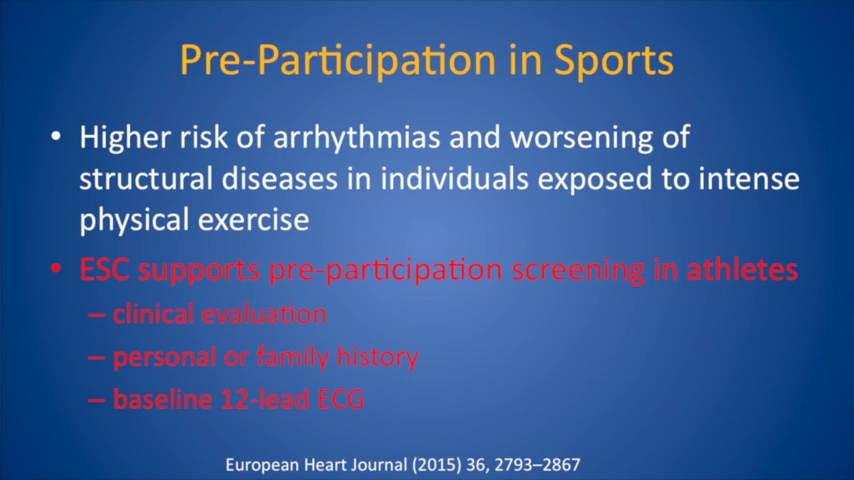 Pre-Participation in Sports
• Higher risk of arrhythmias and worsening of
structural diseases in individuals exposed to intense
physical exercise
• ESC supports pre-participation screening in athletes
– clinical evaluation
– personal or family history
– baseline 12-lead ECG
European Heart Journal (2015) 36, 2793–2867